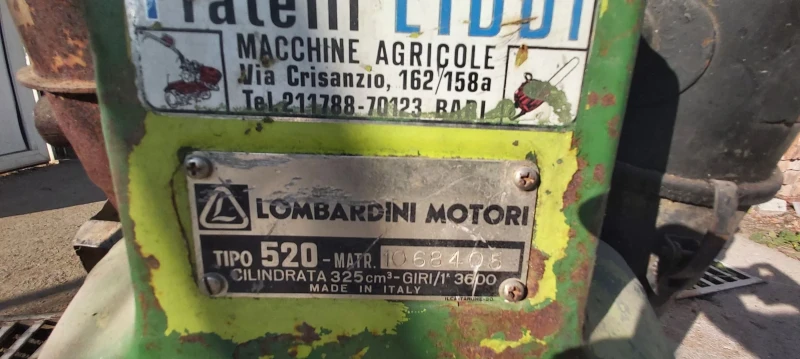 Fratelli
MACCHINE AGRICOLE
Via Crisanzio, 162/158a
Tel. 211788-70123 BARI
LOMBARDINI MOTORI
TIPO 520 - MATR. 1068405
CILINDRATA 325 cm³ - GIRI/1' 3600
MADE IN ITALY